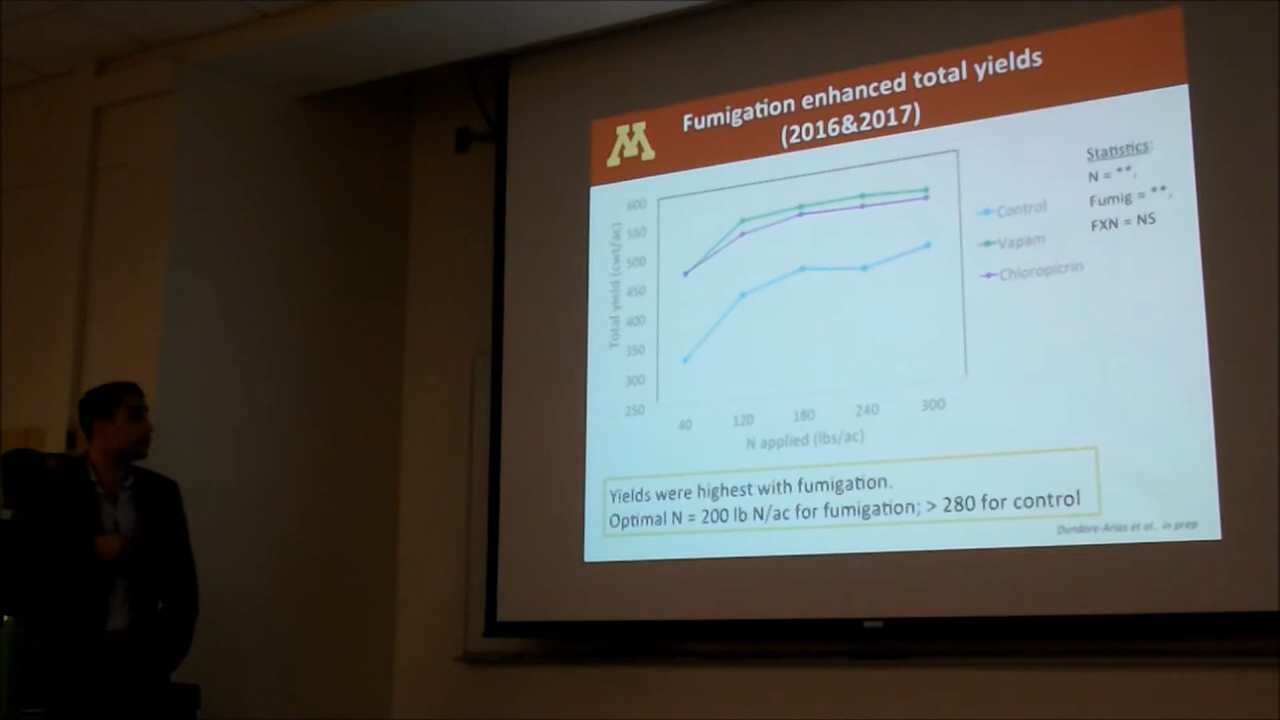 M
Fumigation enhanced total yields
(2016&2017)
Statistics:
N = **,
Fumig = **,
FXN = NS
Total yield (cwt/ac)
600
550
500
450
400
350
300
250
40 120 180 240 300
N applied (lbs/ac)
Control
Vapam
Chloropicrin
Yields were highest with fumigation.
Optimal N = 200 lb N/ac for fumigation; > 280 for control
Dundore-Arias et al., in prep